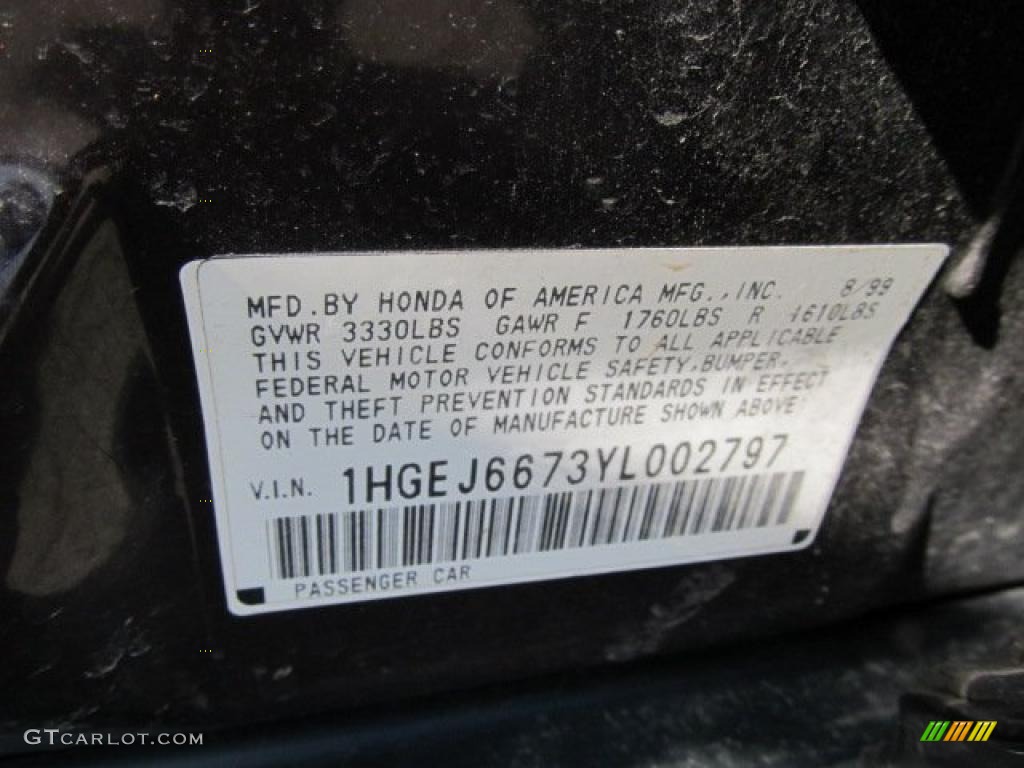 MFD.BY HONDA OF AMERICA MFG.,INC. 8/99
GVWR 3330LBS GAWR F 1760LBS R 1610LBS
THIS VEHICLE CONFORMS TO ALL APPLICABLE
FEDERAL MOTOR VEHICLE SAFETY,BUMPER,
AND THEFT PREVENTION STANDARDS IN EFFECT
ON THE DATE OF MANUFACTURE SHOWN ABOVE.
V.I.N. 1HGEJ6673YL002797
PASSENGER CAR
GTCARLOT.COM